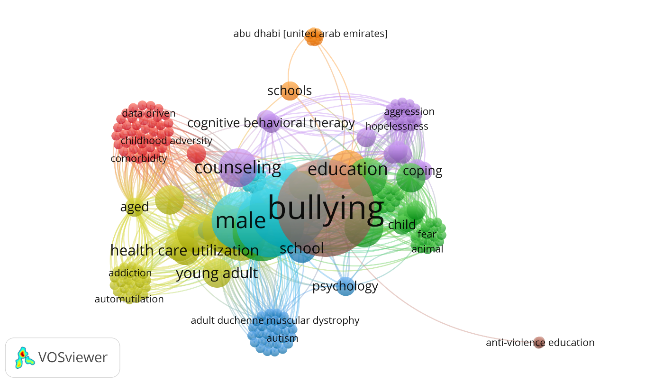 abu dhabi [united arab emirates]
schools
data driven
aggression
cognitive behavioral therapy
hopelessness
childhood adversity
comorbidity
counseling
education
coping
aged
male
bullying
child
fear
animal
health care utilization
school
young adult
addiction
psychology
automutilation
adult duchenne muscular dystrophy
autism
anti-violence education
VOSviewer